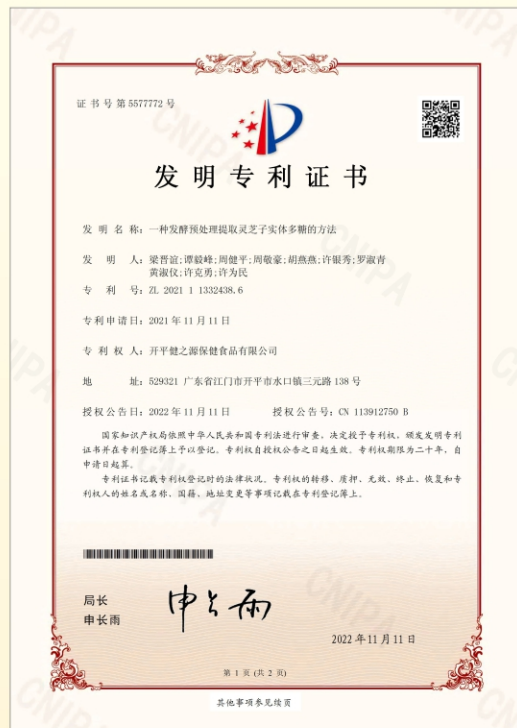 证书号第5577772号
发明专利证书
发明名称：一种发酵预处理提取灵芝子实体多糖的方法
发明人：梁晋谊;谭毅峰;周健平;周敬豪;胡燕燕;许银秀;罗淑青
黄淑仪;许克勇;许为民
专利号：ZL 2021 1 1332438.6
专利申请日：2021年11月11日
专利权人：开平健之源保健食品有限公司
地址：529321 广东省江门市开平市水口镇三元路138号
授权公告日：2022年11月11日 授权公告号：CN 113912750 B
国家知识产权局依照中华人民共和国专利法进行审查，决定授予专利权，颁发发明专利
证书并在专利登记簿上予以登记。专利权自授权公告之日起生效。专利权期限为二十年，自
申请日起算。
专利证书记载专利权登记时的法律状况。专利权的转移、质押、无效、终止、恢复和专
利权人的姓名或名称、国籍、地址变更等事项记载在专利登记簿上。
局长
申长雨
申长雨
2022年11月11日
第 1 页 (共 2 页)
其他事项参见续页
CNIPA
CNIPA
CNIPA
CNIPA
CNIPA